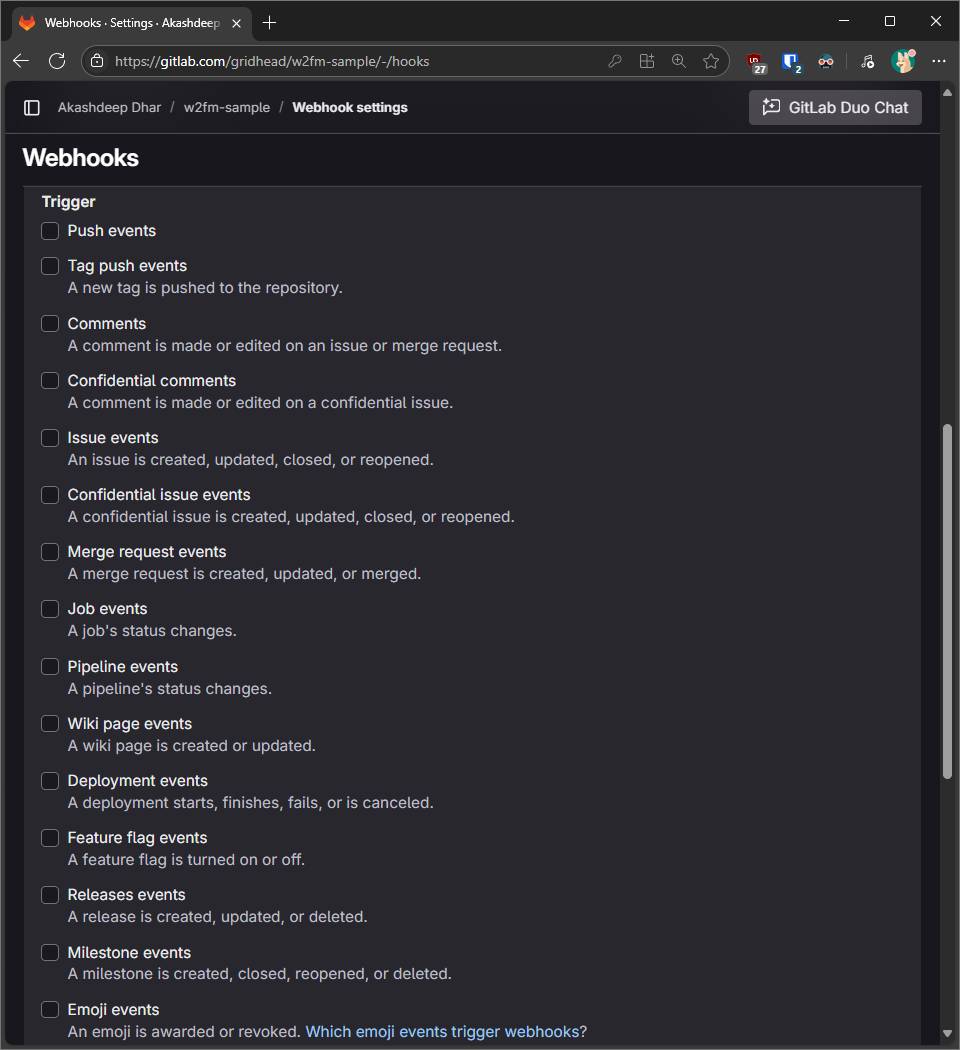 Webhooks · Settings · Akashdeep
https://gitlab.com/gridhead/w2fm-sample/-/hooks
27
2
Akashdeep Dhar / w2fm-sample / Webhook settings
GitLab Duo Chat
Webhooks
Trigger
Push events
Tag push events
A new tag is pushed to the repository.
Comments
A comment is made or edited on an issue or merge request.
Confidential comments
A comment is made or edited on a confidential issue.
Issue events
An issue is created, updated, closed, or reopened.
Confidential issue events
A confidential issue is created, updated, closed, or reopened.
Merge request events
A merge request is created, updated, or merged.
Job events
A job's status changes.
Pipeline events
A pipeline's status changes.
Wiki page events
A wiki page is created or updated.
Deployment events
A deployment starts, finishes, fails, or is canceled.
Feature flag events
A feature flag is turned on or off.
Releases events
A release is created, updated, or deleted.
Milestone events
A milestone is created, closed, reopened, or deleted.
Emoji events
An emoji is awarded or revoked. Which emoji events trigger webhooks?